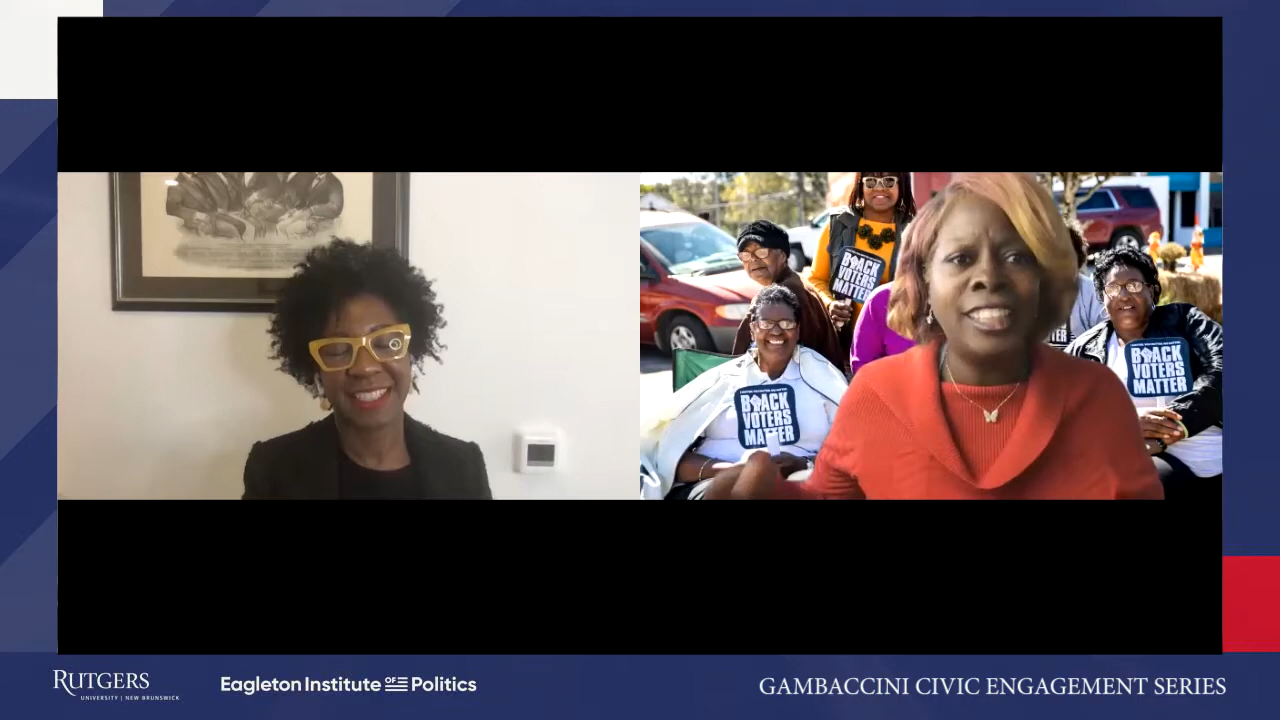 BLACK
VOTERS
MATTER
BLACK
VOTERS
MATTER
BLACK
VOTERS
MATTER
RUTGERS
UNIVERSITY | NEW BRUNSWICK
Eagleton Institute OF Politics
GAMBACCINI CIVIC ENGAGEMENT SERIES